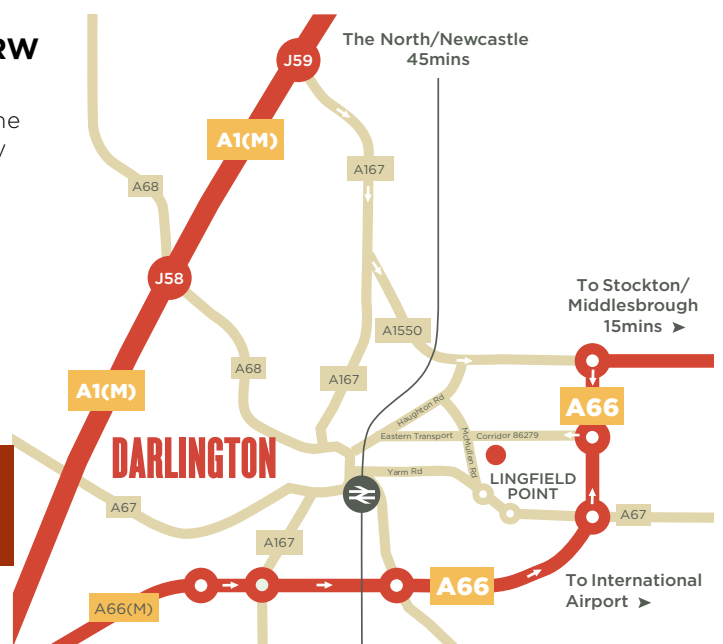 RW
The North/Newcastle
45mins
J59
A1(M)
A167
A68
J58
To Stockton/
Middlesbrough
15mins
A1550
A68
A167
A1(M)
A66
Haughton Rd
Eastern Transport Corridor 86279
McMullen Rd
DARLINGTON
Yarm Rd
LINGFIELD
POINT
A67
A67
A167
A66
To International
Airport
A66(M)